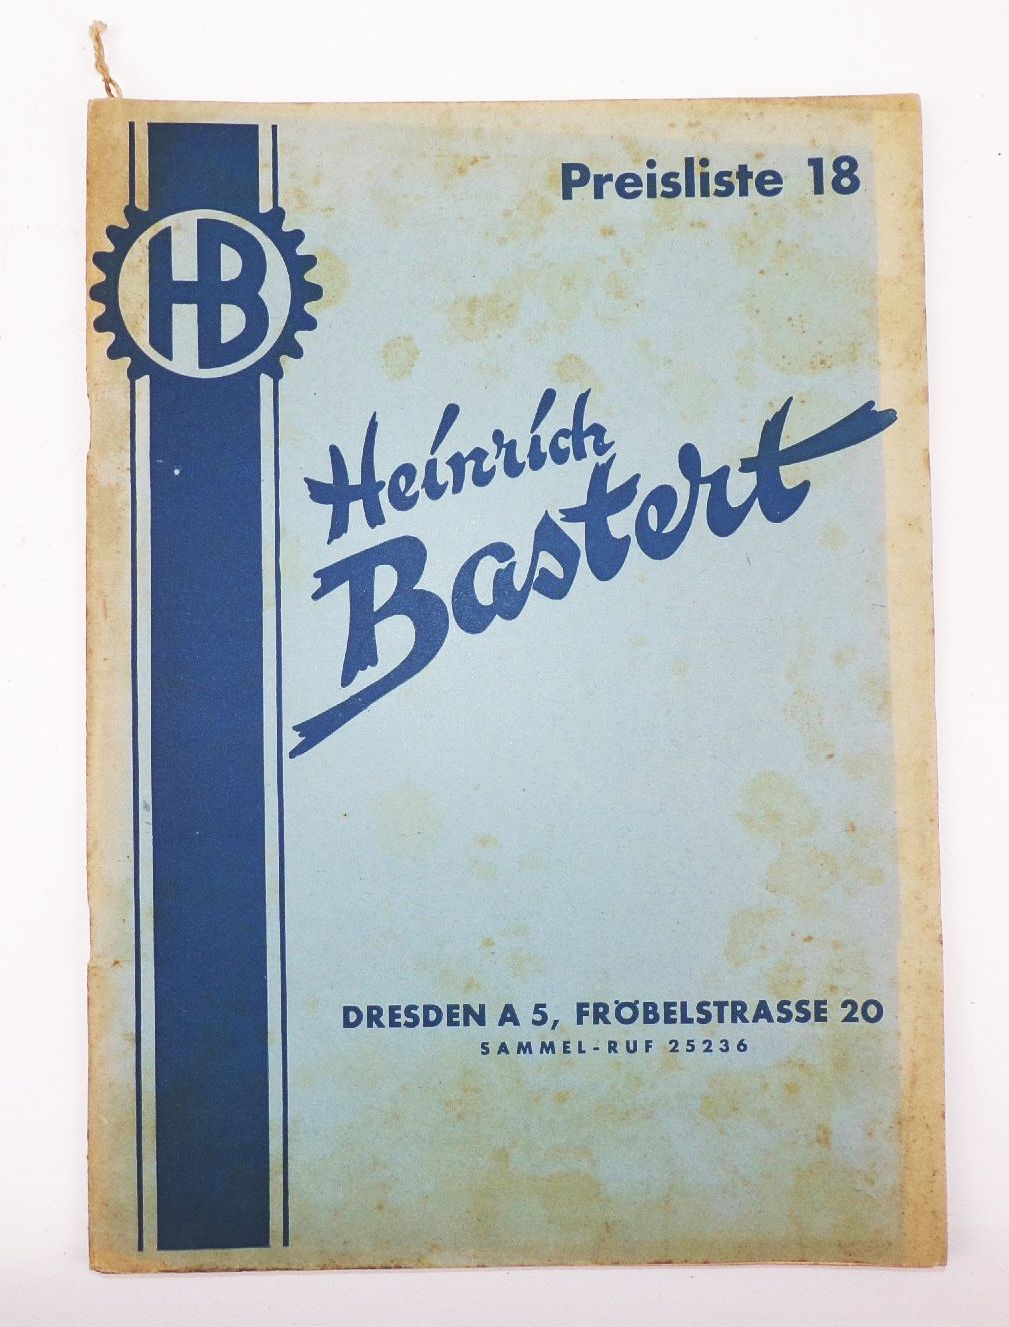 Preisliste 18
HB
Heinrich
Bastert
DRESDEN A 5, FRÖBELSTRASSE 20
SAMMEL-RUF 25236